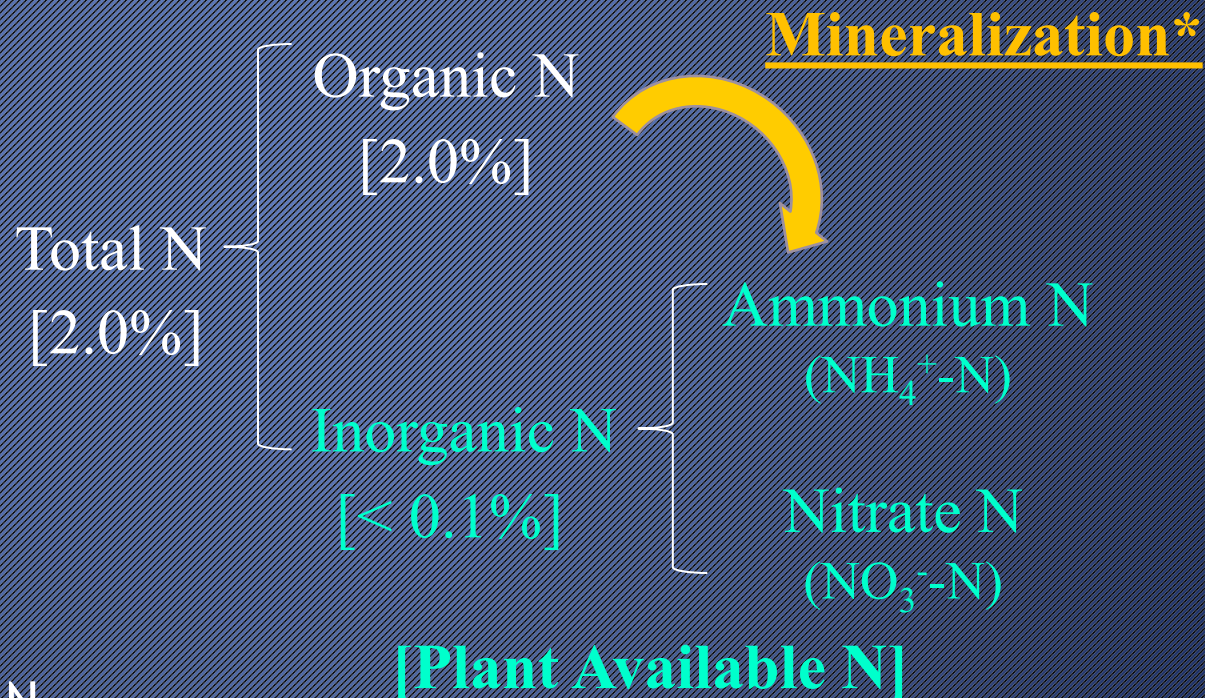 Mineralization*
Organic N
[2.0%]
Total N
[2.0%]
Ammonium N
(NH₄⁺-N)
Inorganic N
[< 0.1%]
Nitrate N
(NO₃⁻-N)
[Plant Available N]
N